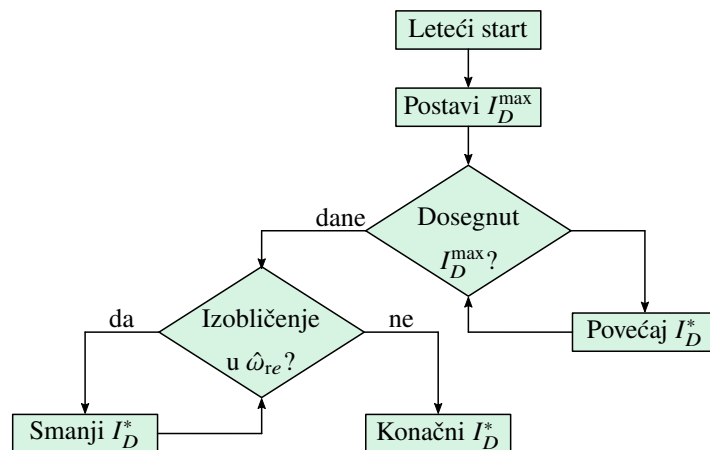 Leteći start
Postavi I_D^max
dane
Dosegnut
I_D^max?
da
Izobličenje
u ω̂_re?
ne
Povećaj I_D^*
Smanji I_D^*
Konačni I_D^*